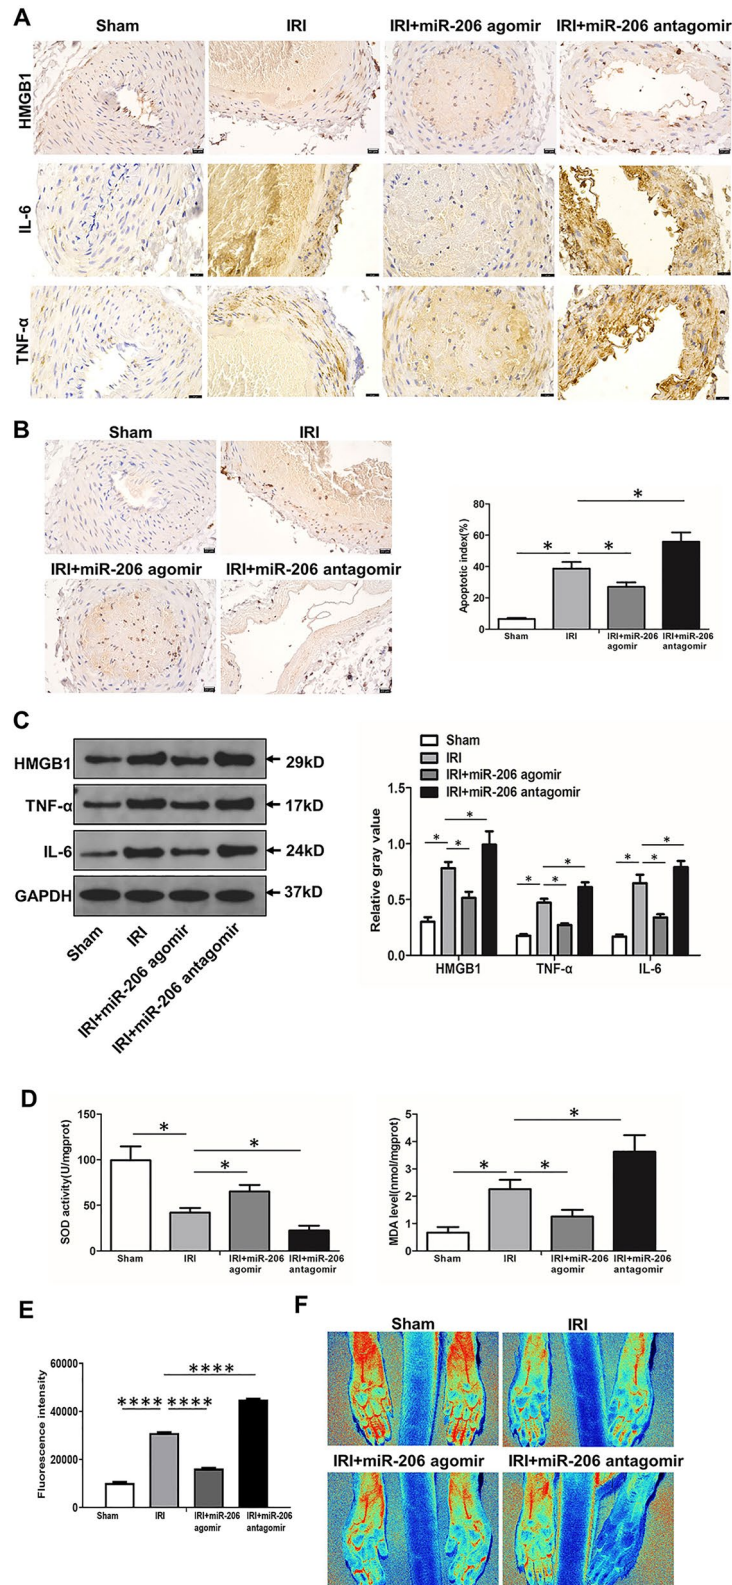 A
Sham IRI IRI+miR-206 agomir IRI+miR-206 antagomir
HMGB1
IL-6
TNF-α
B
Sham IRI
IRI+miR-206 agomir IRI+miR-206 antagomir
Apoptotic index(%)
80
60
40
20
0
Sham IRI IRI+miR-206 agomir IRI+miR-206 antagomir
* * *
C
HMGB1 29kD
TNF-α 17kD
IL-6 24kD
GAPDH 37kD
Sham
IRI
IRI+miR-206 agomir
IRI+miR-206 antagomir
Sham
IRI
IRI+miR-206 agomir
IRI+miR-206 antagomir
Relative gray value
1.5
1.0
0.5
0.0
* * *
* * *
* * *
HMGB1 TNF-α IL-6
D
SOD activity(U/mgprot)
150
100
50
0
* * *
Sham IRI IRI+miR-206 agomir IRI+miR-206 antagomir
MDA level(nmol/mgprot)
5
4
3
2
1
0
* * *
Sham IRI IRI+miR-206 agomir IRI+miR-206 antagomir
E
Fluorescence intensity
60000
40000
20000
0
****
**** ****
Sham IRI IRI+miR-206 agomir IRI+miR-206 antagomir
F
Sham IRI
IRI+miR-206 agomir IRI+miR-206 antagomir